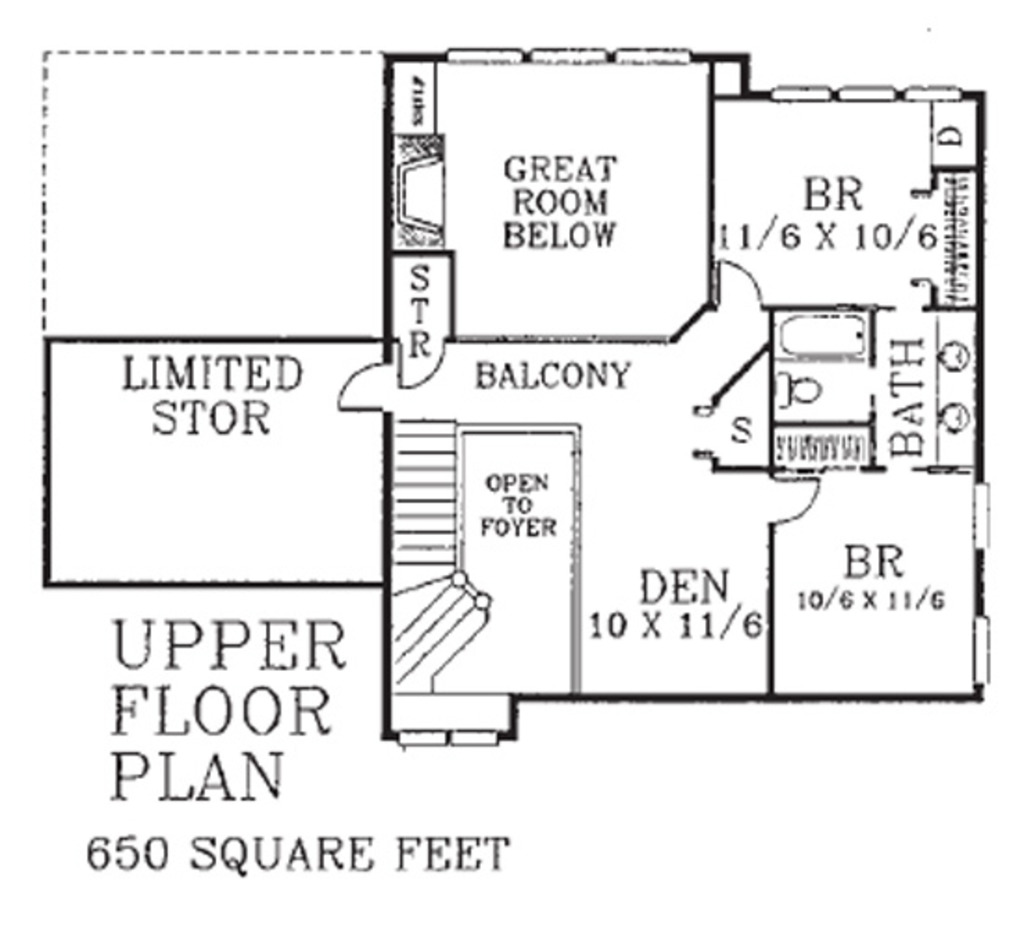 GREAT
ROOM
BELOW
BR
11/6 X 10/6
D
STR
LIMITED
STOR
BALCONY
BATH
S
OPEN
TO
FOYER
DEN
10 X 11/6
BR
10/6 X 11/6
UPPER
FLOOR
PLAN
650 SQUARE FEET